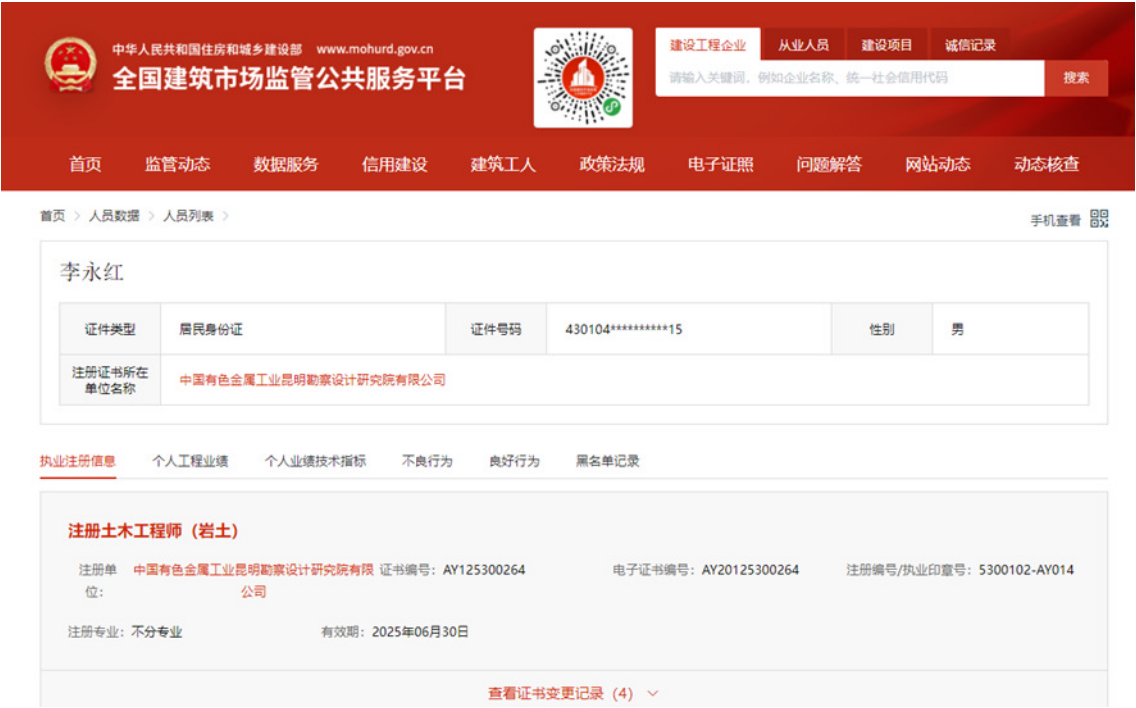 中华人民共和国住房和城乡建设部 www.mohurd.gov.cn
全国建筑市场监管公共服务平台
建设工程企业 从业人员 建设项目 诚信记录
请输入关键词，例如企业名称、统一社会信用代码 搜索
首页 监管动态 数据服务 信用建设 建筑工人 政策法规 电子证照 问题解答 网站动态 动态核查
首页 > 人员数据 > 人员列表 >
手机查看
李永红
证件类型 居民身份证 证件号码 430104**********15 性别 男
注册证书所在
单位名称
中国有色金属工业昆明勘察设计研究院有限公司
执业注册信息 个人工程业绩 个人业绩技术指标 不良行为 良好行为 黑名单记录
注册土木工程师（岩土）
注册单 中国有色金属工业昆明勘察设计研究院有限 证书编号：AY125300264 电子证书编号：AY20125300264 注册编号/执业印章号：5300102-AY014
位： 公司
注册专业：不分专业 有效期：2025年06月30日
查看证书变更记录（4）